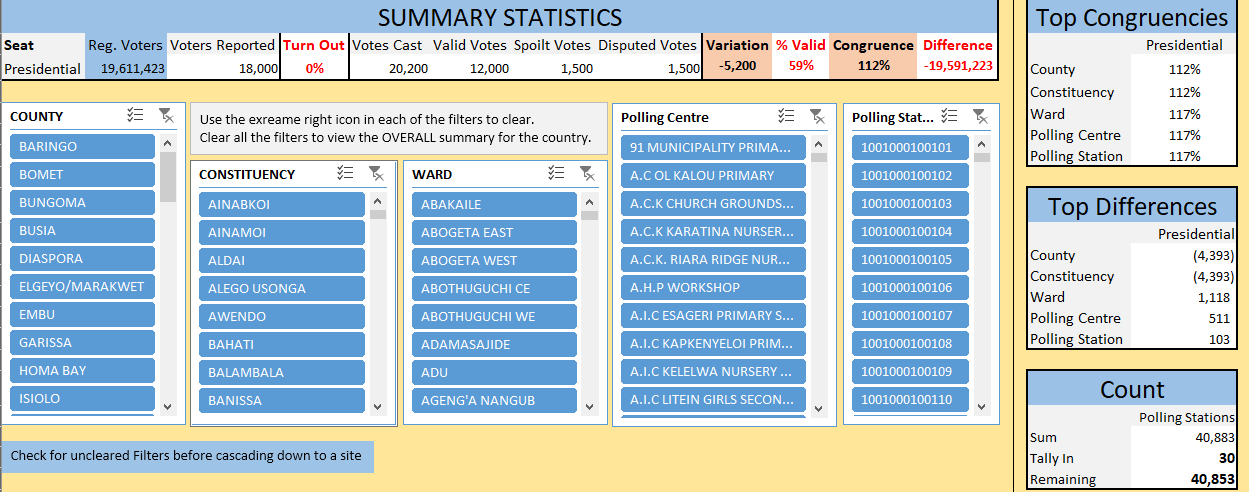 SUMMARY STATISTICS
Seat Reg. Voters Voters Reported Turn Out Votes Cast Valid Votes Spoilt Votes Disputed Votes Variation % Valid Congruence Difference
Presidential 19,611,423 18,000 0% 20,200 12,000 1,500 1,500 -5,200 59% 112% -19,591,223
COUNTY
BARINGO
BOMET
BUNGOMA
BUSIA
DIASPORA
ELGEYO/MARAKWET
EMBU
GARISSA
HOMA BAY
ISIOLO
Use the exreame right icon in each of the filters to clear.
Clear all the filters to view the OVERALL summary for the country.
CONSTITUENCY
AINABKOI
AINAMOI
ALDAI
ALEGO USONGA
AWENDO
BAHATI
BALAMBALA
BANISSA
WARD
ABAKAILE
ABOGETA EAST
ABOGETA WEST
ABOTHUGUCHI CE
ABOTHUGUCHI WE
ADAMASAJIDE
ADU
AGENG'A NANGUB
Polling Centre
91 MUNICIPALITY PRIMA...
A.C OL KALOU PRIMARY
A.C.K CHURCH GROUNDS...
A.C.K KARATINA NURSER...
A.C.K. RIARA RIDGE NUR...
A.H.P WORKSHOP
A.I.C ESAGERI PRIMARY S...
A.I.C KAPKENYELOI PRIM...
A.I.C KELELWA NURSERY ...
A.I.C LITEIN GIRLS SECON...
Polling Stat...
1001000100101
1001000100102
1001000100103
1001000100104
1001000100105
1001000100106
1001000100107
1001000100108
1001000100109
1001000100110
Check for uncleared Filters before cascading down to a site
Top Congruencies
Presidential
County 112%
Constituency 112%
Ward 117%
Polling Centre 117%
Polling Station 117%
Top Differences
Presidential
County (4,393)
Constituency (4,393)
Ward 1,118
Polling Centre 511
Polling Station 103
Count
Polling Stations
Sum 40,883
Tally In 30
Remaining 40,853